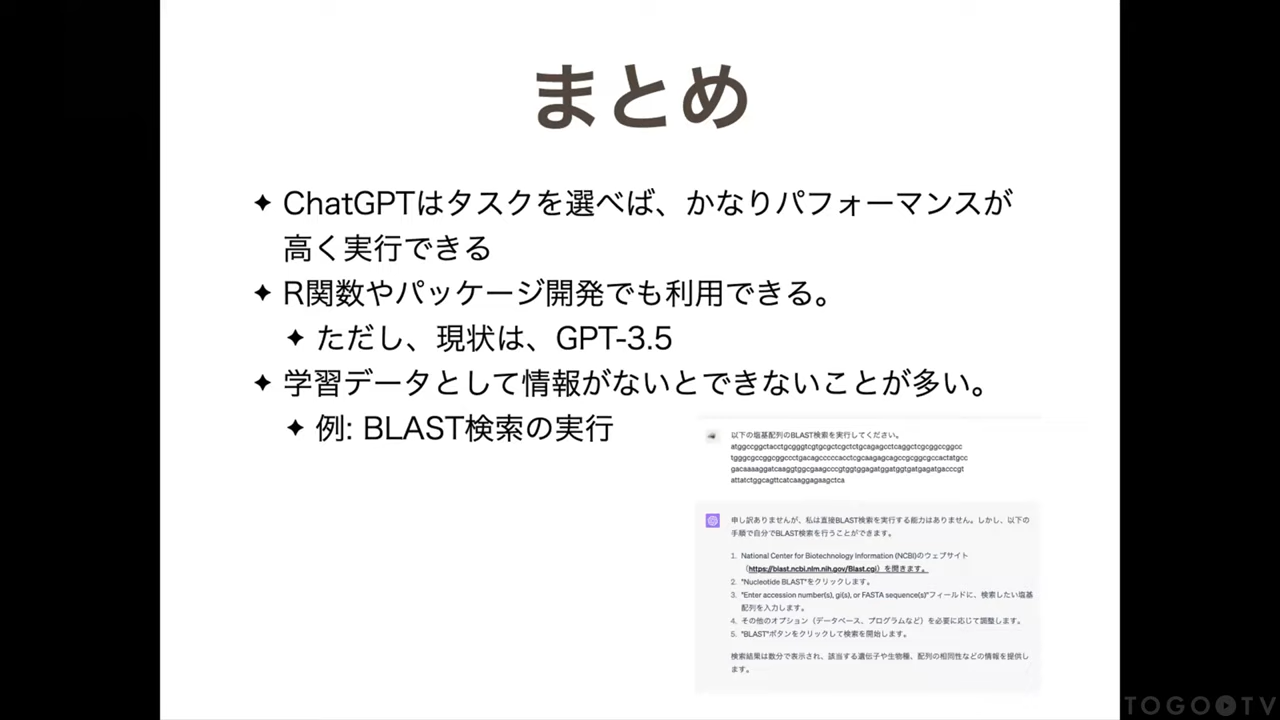 まとめ
✦ ChatGPTはタスクを選べば、かなりパフォーマンスが
高く実行できる
✦ R関数やパッケージ開発でも利用できる。
✦ ただし、現状は、GPT-3.5
✦ 学習データとして情報がないとできないことが多い。
✦ 例: BLAST検索の実行
以下の塩基配列のBLAST検索を実行してください。
atggccggctacctgcgggtcgtgcgctcgctctgcagagcctcaggctcgcggccggcc
tgggcgccggcggccctgacagcccccacctcgcaagagcagccgcggcgccactatgcc
gacaaaaggatcaaggtggcgaagcccgtggtggagatggatggtgatgagatgacccgt
attatctggcagttcatcaaggagaagctca
申し訳ありませんが、私は直接BLAST検索を実行する能力はありません。しかし、以下の
手順で自分でBLAST検索を行うことができます。
1. National Center for Biotechnology Information (NCBI)のウェブサイト
（https://blast.ncbi.nlm.nih.gov/Blast.cgi）を開きます。
2. "Nucleotide BLAST"をクリックします。
3. "Enter accession number(s), gi(s), or FASTA sequence(s)"フィールドに、検索したい塩基
配列を入力します。
4. その他のオプション（データベース、プログラムなど）を必要に応じて調整します。
5. "BLAST"ボタンをクリックして検索を開始します。
検索結果は数分で表示され、該当する遺伝子や生物種、配列の相同性などの情報を提供し
ます。
TOGOTV